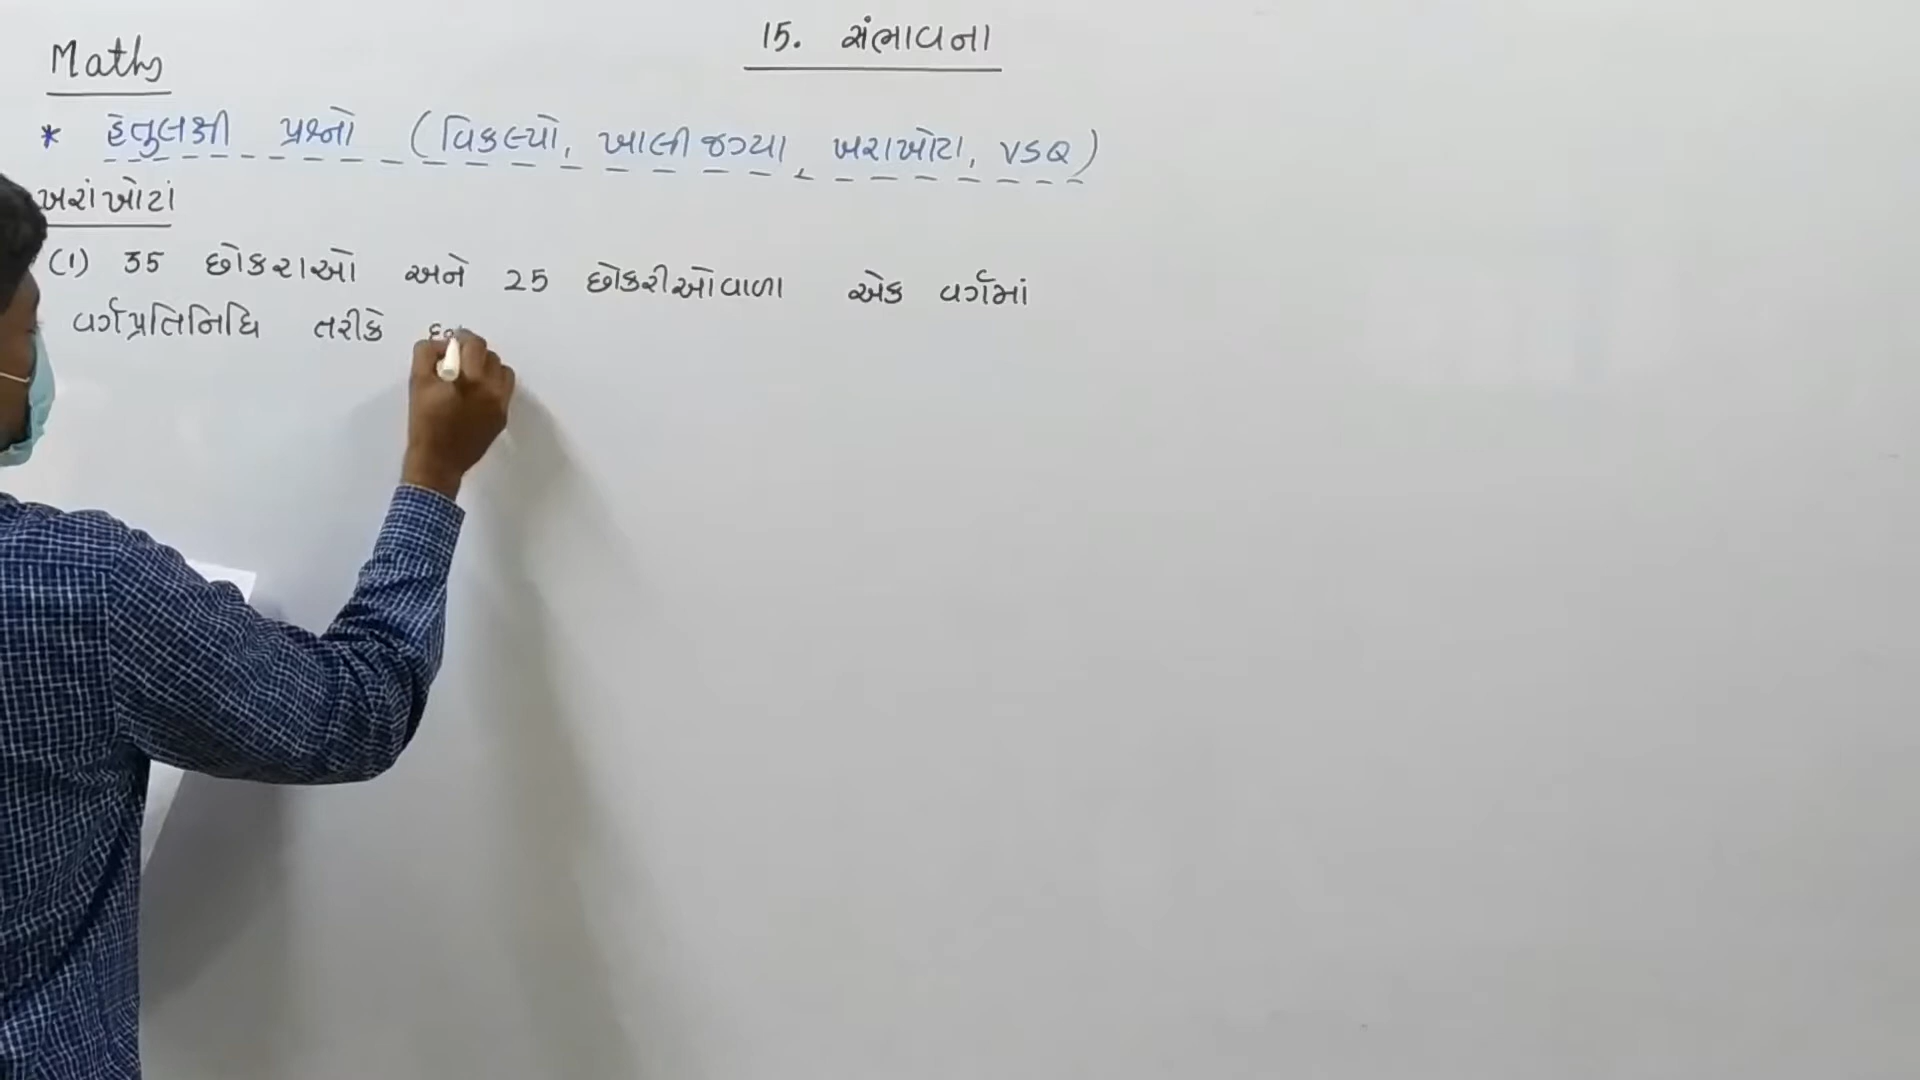 Maths
15. સંભાવના
* હેતુલક્ષી પ્રશ્નો (વિકલ્પો, ખાલી જગ્યા, ખરાખોટા, VSQ)
ખરાંખોટાં
(૧) 35 છોકરાઓ અને 25 છોકરીઓવાળા એક વર્ગમાં
વર્ગપ્રતિનિધિ તરીકે